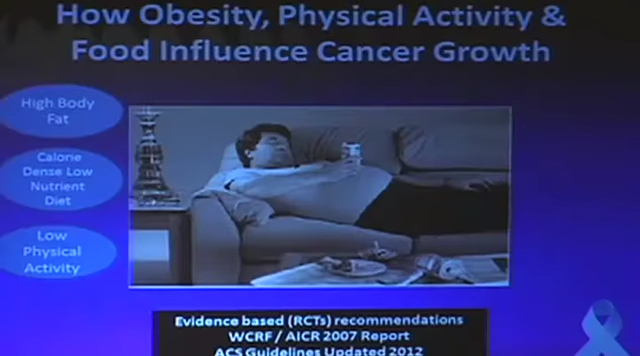 How Obesity, Physical Activity &
Food Influence Cancer Growth
High Body
Fat
Calorie
Dense Low
Nutrient
Diet
Low
Physical
Activity
Evidence based (RCTs) recommendations
WCRF / AICR 2007 Report
ACS Guidelines Updated 2012